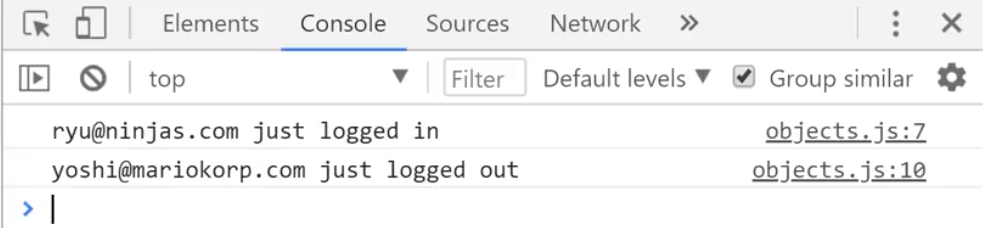 Elements Console Sources Network »
top Filter Default levels Group similar
ryu@ninjas.com just logged in objects.js:7
yoshi@mariokorp.com just logged out objects.js:10
>